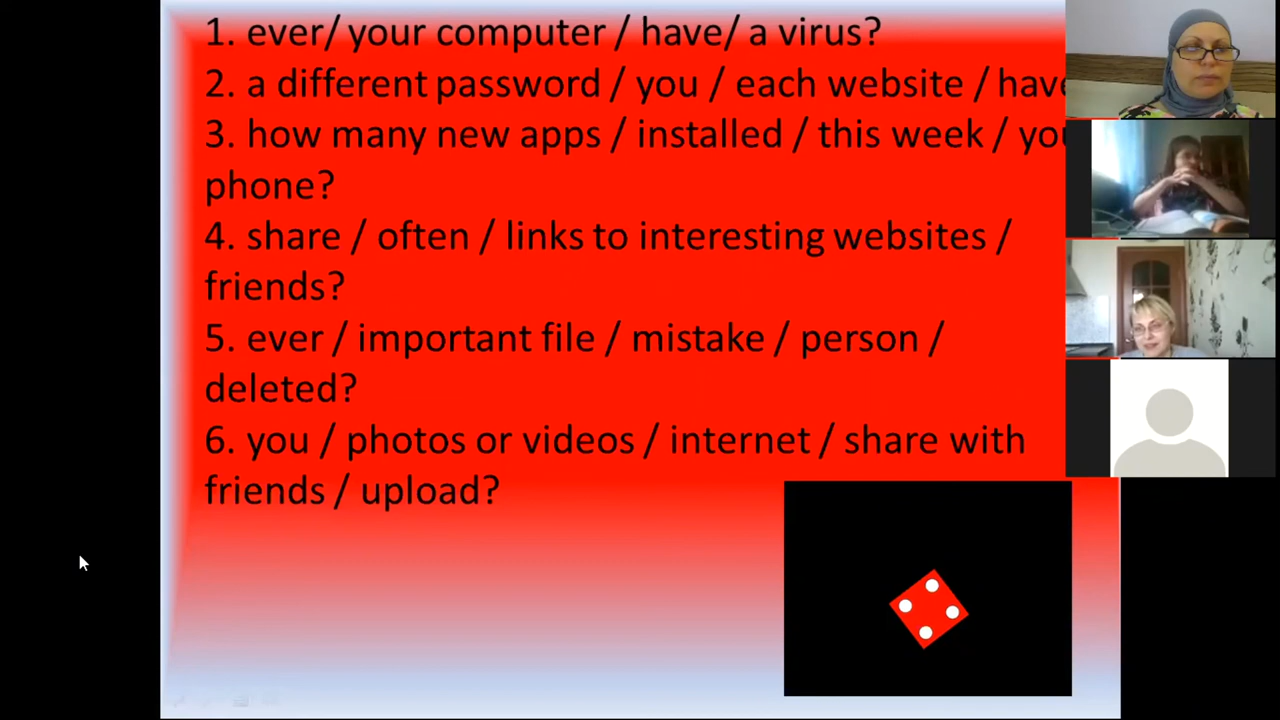 1. ever/ your computer / have/ a virus?
2. a different password / you / each website / have
3. how many new apps / installed / this week /
phone?
4. share / often / links to interesting websites /
friends?
5. ever / important file / mistake / person /
deleted?
6. you / photos or videos / internet / share with
friends / upload?